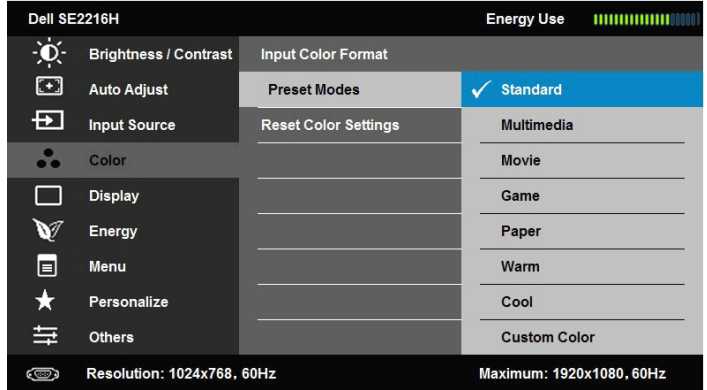 Dell SE2216H Energy Use
Brightness / Contrast Input Color Format
Auto Adjust Preset Modes Standard
Input Source Reset Color Settings Multimedia
Color Movie
Display Game
Energy Paper
Menu Warm
Personalize Cool
Others Custom Color
Resolution: 1024x768, 60Hz Maximum: 1920x1080, 60Hz